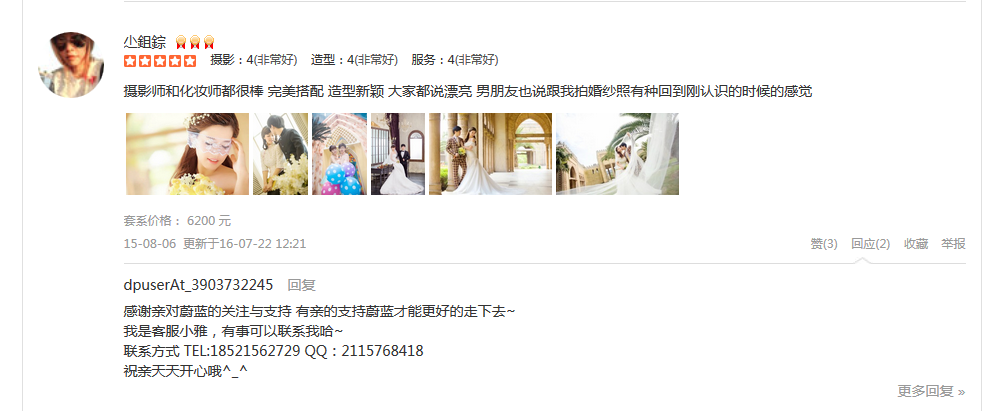 小鉏錝
摄影：4(非常好) 造型：4(非常好) 服务：4(非常好)
摄影师和化妆师都很棒 完美搭配 造型新颖 大家都说漂亮 男朋友也说跟我拍婚纱照有种回到刚认识的时候的感觉
套系价格： 6200 元
15-08-06 更新于16-07-22 12:21 赞(3) 回应(2) 收藏 举报
dpuserAt_3903732245 回复
感谢亲对蔚蓝的关注与支持 有亲的支持蔚蓝才能更好的走下去~
我是客服小雅，有事可以联系我哈~
联系方式 TEL:18521562729 QQ：2115768418
祝亲天天开心哦^_^
更多回复 »